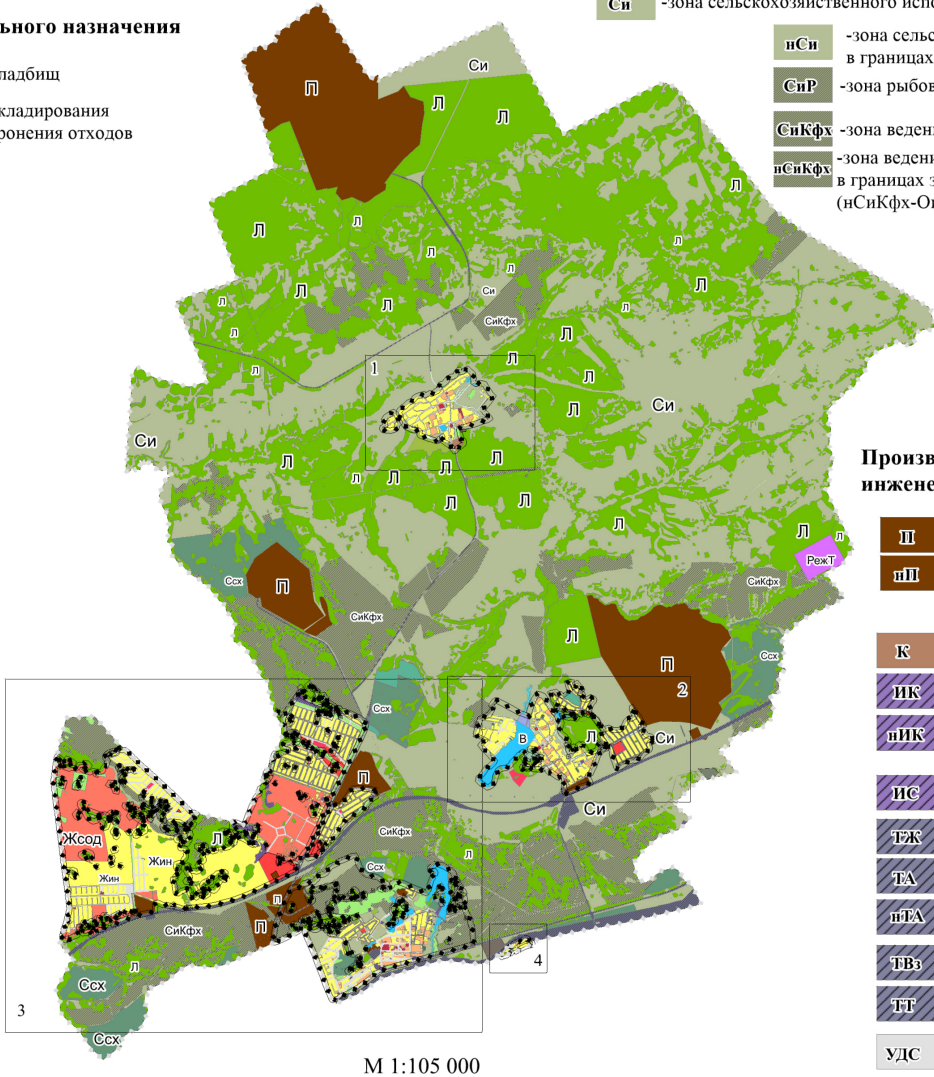 -зона сельскохозяйственного испо
Си
льного назначения
нСи
-зона сельс
в границах
ладбищ
СиР
-зона рыбов
кладирования
ронения отходов
СиКфх
-зона веден
нСиКфх
-зона ведени
в границах з
(нСиКфх-О
Си
П
Л
Л
Л
Л
Л
Л
Л
Л
Л
Си
Л
Л
Л
Л
СиКфх
Л
Л
Л
Л
1
Л
Л
Си
Си
Л
Л
Л
Л
Л
Произв
инжене
Л
Л
Л
Л
Л
П
РежТ
нП
Ссх
П
СиКфх
СиКфх
Л
К
П
Ссх
2
ИК
Ссх
В
Л
Си
нИК
П
ИС
Си
СиКфх
ТЖ
Жсод
Л
Жин
Л
Ссх
Жин
ТА
П
СиКфх
П
нТА
4
Л
ТВз
Ссх
3
ТТ
Ссх
УДС
М 1:105 000